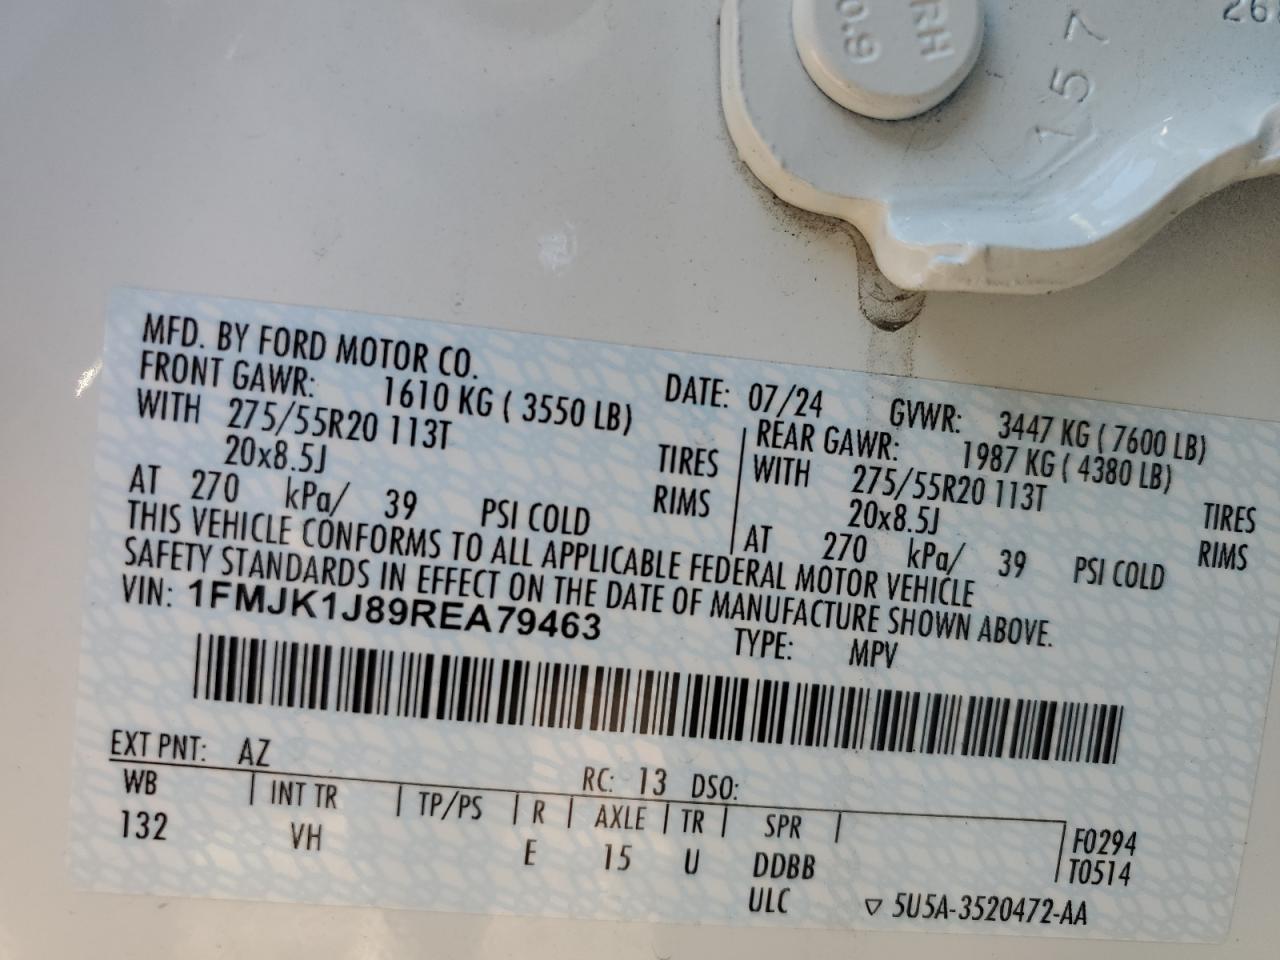 RH
10.9
157
MFD. BY FORD MOTOR CO.
DATE: 07/24
GVWR: 3447 KG ( 7600 LB)
FRONT GAWR: 1610 KG ( 3550 LB)
WITH 275/55R20 113T TIRES
20x8.5J RIMS
AT 270 kPa/ 39 PSI COLD
REAR GAWR: 1987 KG ( 4380 LB)
WITH 275/55R20 113T TIRES
20x8.5J RIMS
AT 270 kPa/ 39 PSI COLD
THIS VEHICLE CONFORMS TO ALL APPLICABLE FEDERAL MOTOR VEHICLE
SAFETY STANDARDS IN EFFECT ON THE DATE OF MANUFACTURE SHOWN ABOVE.
VIN: 1FMJK1J89REA79463
TYPE: MPV
EXT PNT: AZ RC: 13 DSO:
WB | INT TR | TP/PS | R | AXLE | TR | SPR |
132 VH E 15 U DDBB
ULC
F0294
T0514
▽ 5U5A-3520472-AA